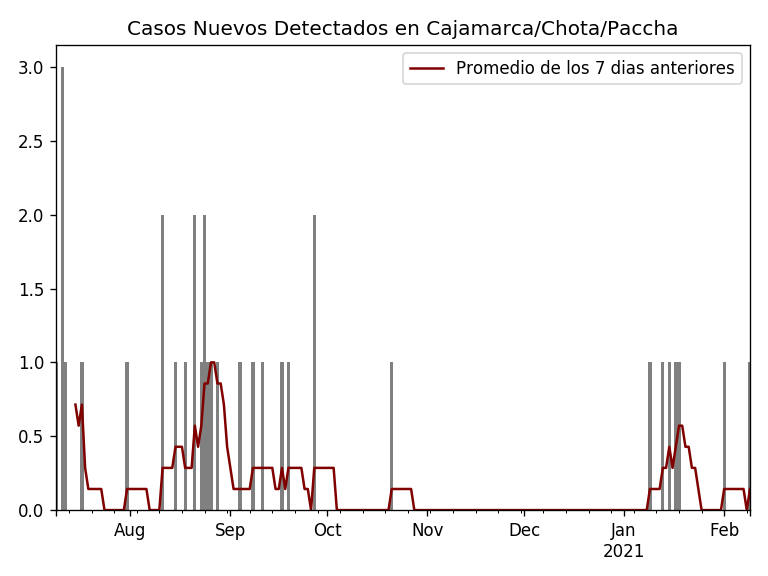 Casos Nuevos Detectados en Cajamarca/Chota/Paccha
Promedio de los 7 dias anteriores
3.0
2.5
2.0
1.5
1.0
0.5
0.0
Aug Sep Oct Nov Dec Jan Feb
2021